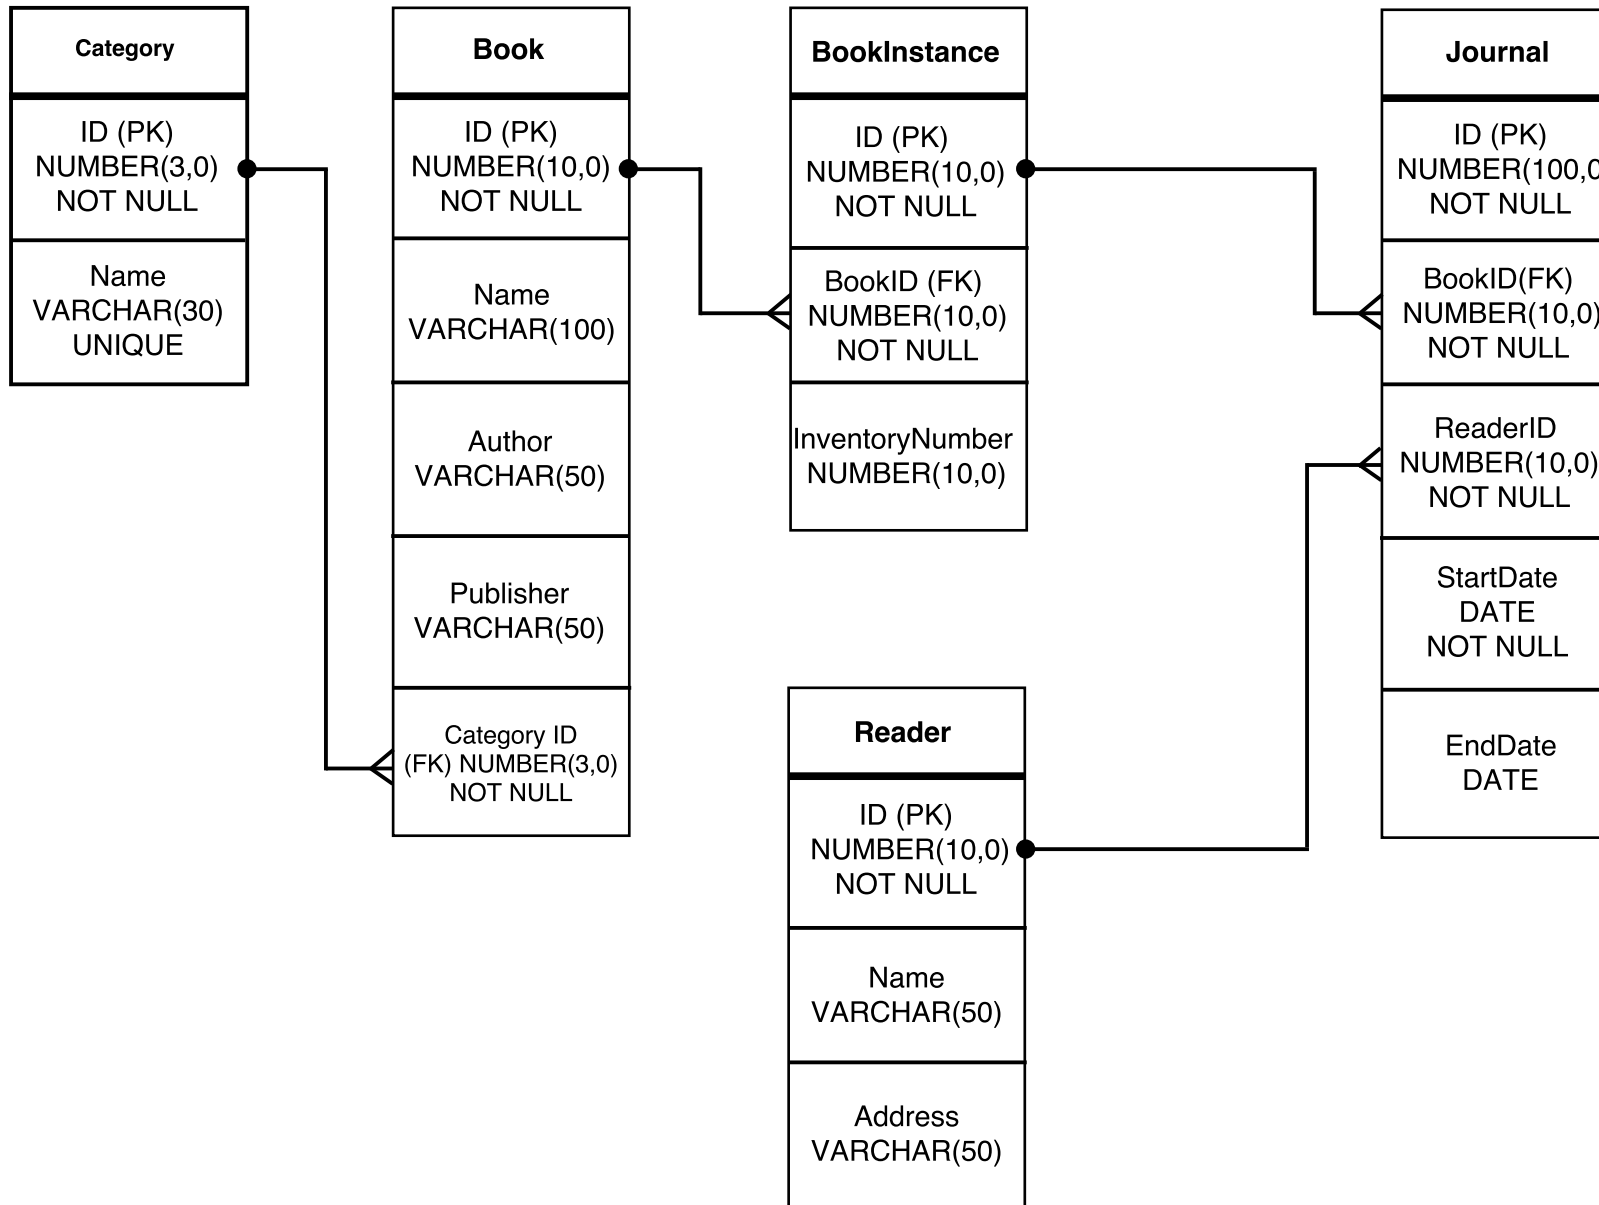 Category
ID (PK)
NUMBER(3,0)
NOT NULL
Name
VARCHAR(30)
UNIQUE
Book
ID (PK)
NUMBER(10,0)
NOT NULL
Name
VARCHAR(100)
Author
VARCHAR(50)
Publisher
VARCHAR(50)
Category ID
(FK) NUMBER(3,0)
NOT NULL
BookInstance
ID (PK)
NUMBER(10,0)
NOT NULL
BookID (FK)
NUMBER(10,0)
NOT NULL
InventoryNumber
NUMBER(10,0)
Reader
ID (PK)
NUMBER(10,0)
NOT NULL
Name
VARCHAR(50)
Address
VARCHAR(50)
Journal
ID (PK)
NUMBER(100,0
NOT NULL
BookID(FK)
NUMBER(10,0)
NOT NULL
ReaderID
NUMBER(10,0)
NOT NULL
StartDate
DATE
NOT NULL
EndDate
DATE